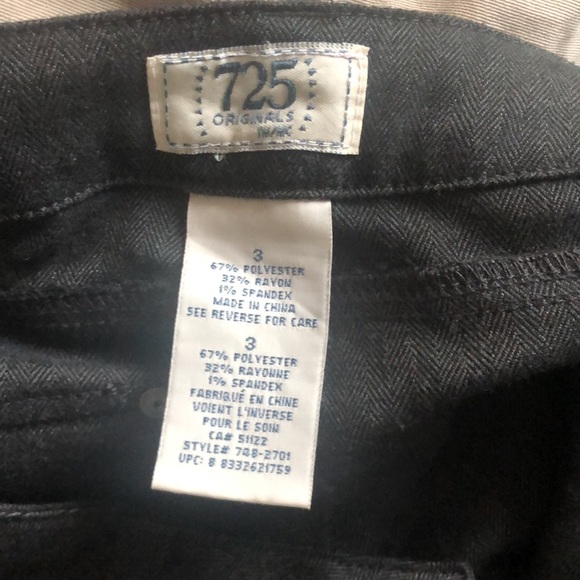 725
ORIGINALS
3
67% POLYESTER
32% RAYON
1% SPANDEX
MADE IN CHINA
SEE REVERSE FOR CARE
3
67% POLYESTER
32% RAYONNE
1% SPANDEX
FABRIQUÉ EN CHINE
VOIENT L'INVERSE
POUR LE SOIN
CA# 51122
STYLE# 748-2701
UPC: 8 8332621759